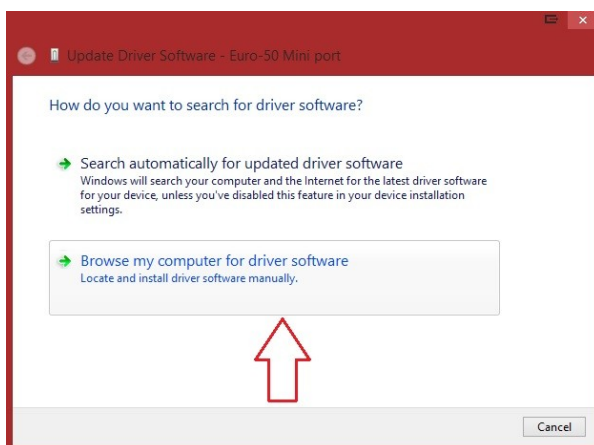 Update Driver Software - Euro-50 Mini port
How do you want to search for driver software?
Search automatically for updated driver software
Windows will search your computer and the Internet for the latest driver software
for your device, unless you've disabled this feature in your device installation
settings.
Browse my computer for driver software
Locate and install driver software manually.
Cancel